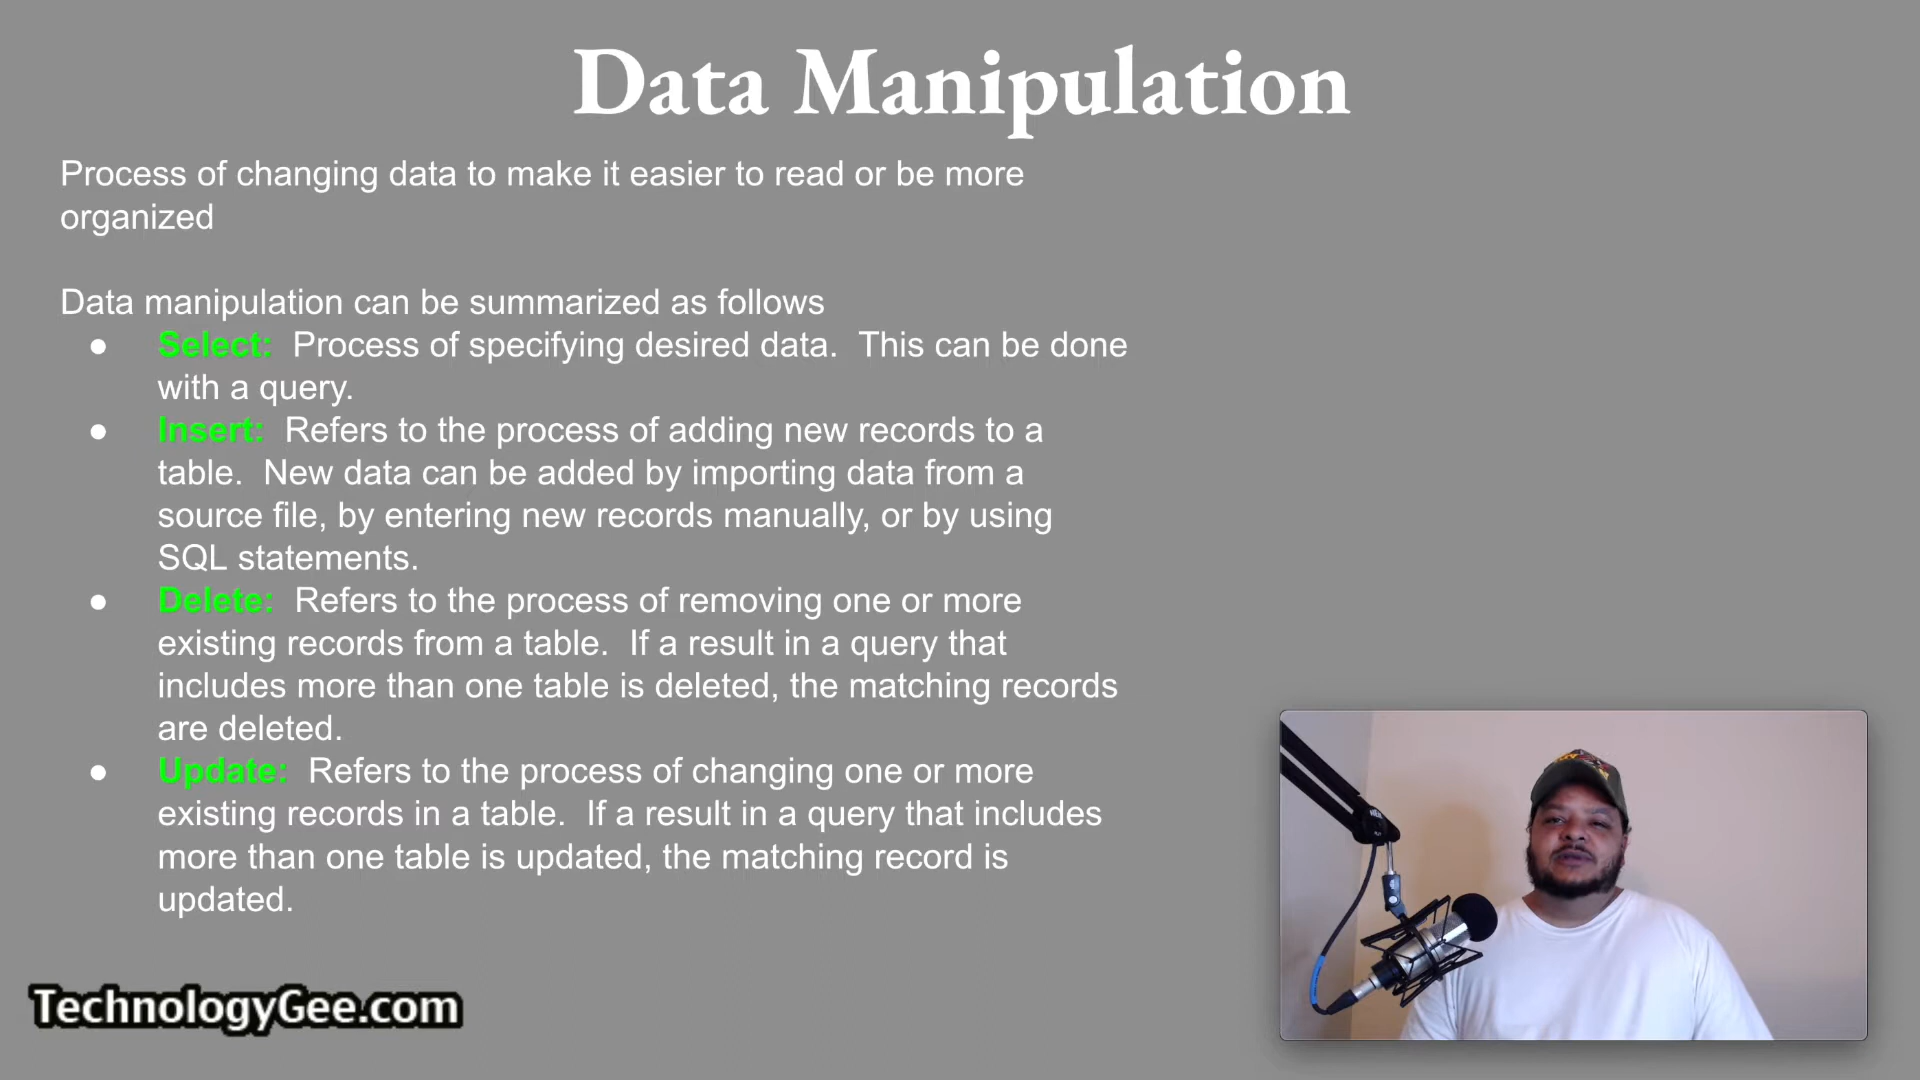 Data Manipulation
Process of changing data to make it easier to read or be more
organized
Data manipulation can be summarized as follows
● Select:  Process of specifying desired data.  This can be done
with a query.
● Insert:  Refers to the process of adding new records to a
table.  New data can be added by importing data from a
source file, by entering new records manually, or by using
SQL statements.
● Delete:  Refers to the process of removing one or more
existing records from a table.  If a result in a query that
includes more than one table is deleted, the matching records
are deleted.
● Update:  Refers to the process of changing one or more
existing records in a table.  If a result in a query that includes
more than one table is updated, the matching record is
updated.
TechnologyGee.com